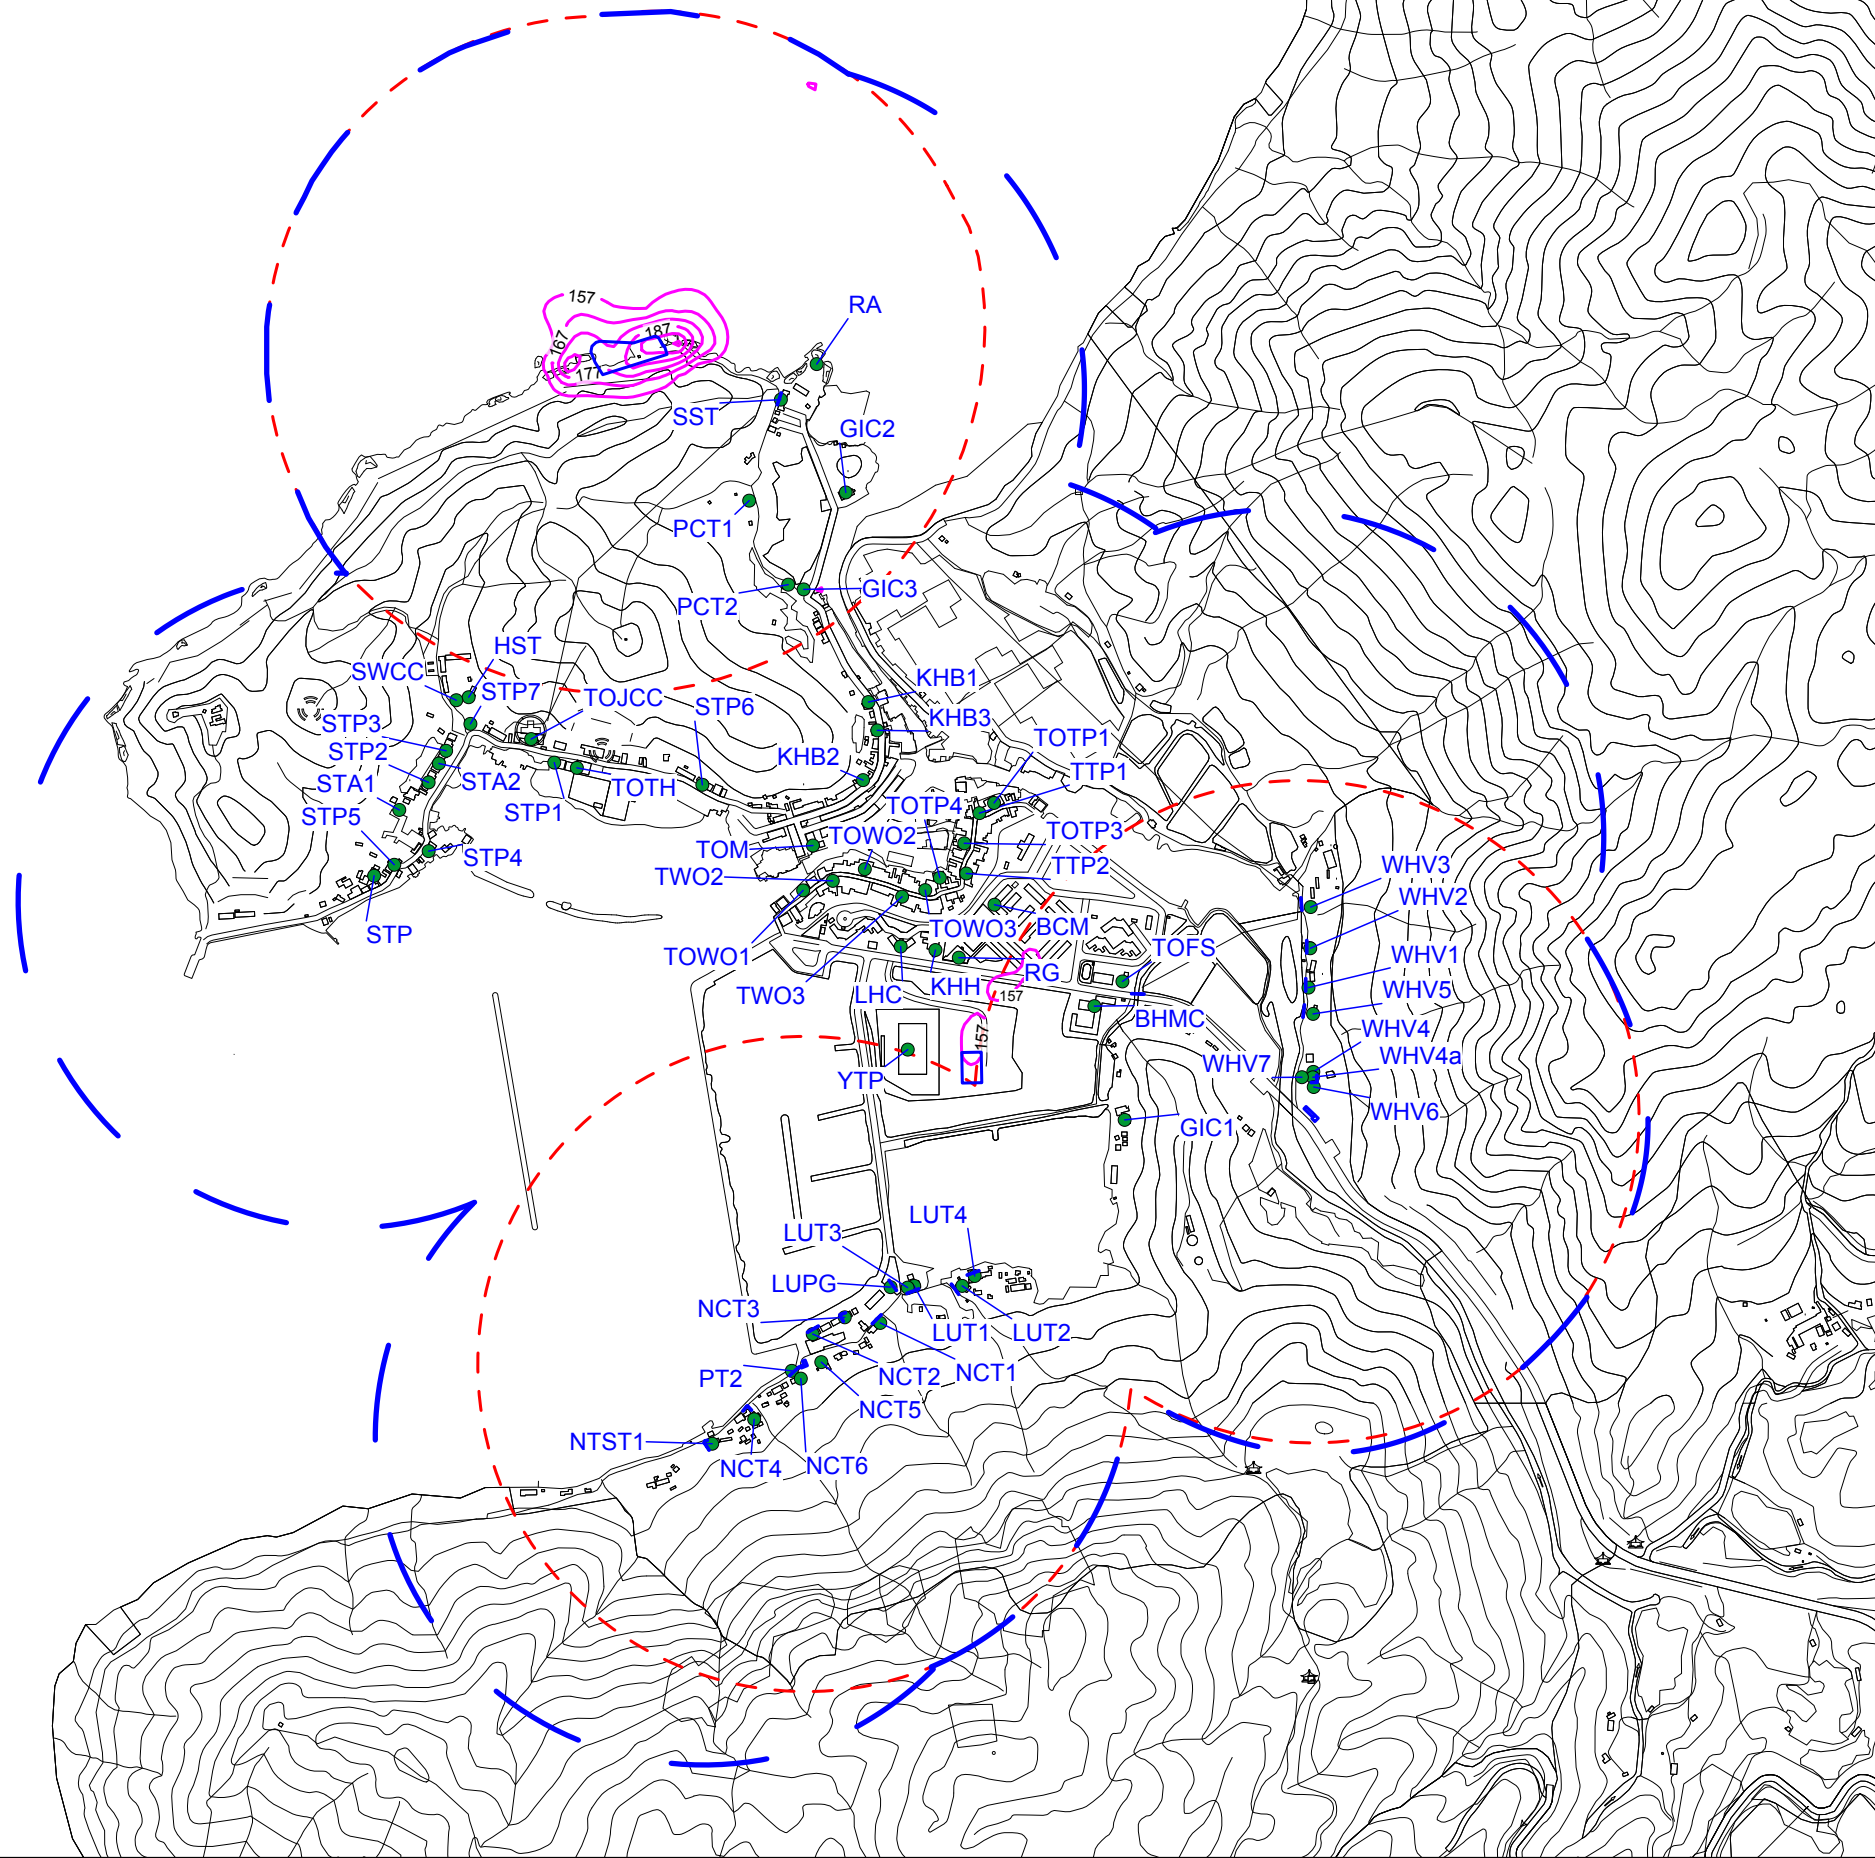 157
RA
187
167
177
SST
GIC2
PCT1
PCT2
GIC3
HST
SWCC
STP7
TOJCC
STP6
KHB1
KHB3
STP3
STP2
STA1
STP5
STA2
STP1
TOTH
KHB2
TOTP1
TTP1
TOTP4
TOWO2
TOTP3
TOM
TWO2
TTP2
STP4
STP
WHV3
WHV2
TOWO3
BCM
TOFS
TOWO1
TWO3
LHC
KHH
RG
WHV1
WHV5
157
BHMC
WHV4
WHV4a
WHV7
157
YTP
WHV6
GIC1
LUT4
LUT3
LUPG
NCT3
LUT1
LUT2
PT2
NCT2
NCT1
NCT5
NTST1
NCT4
NCT6